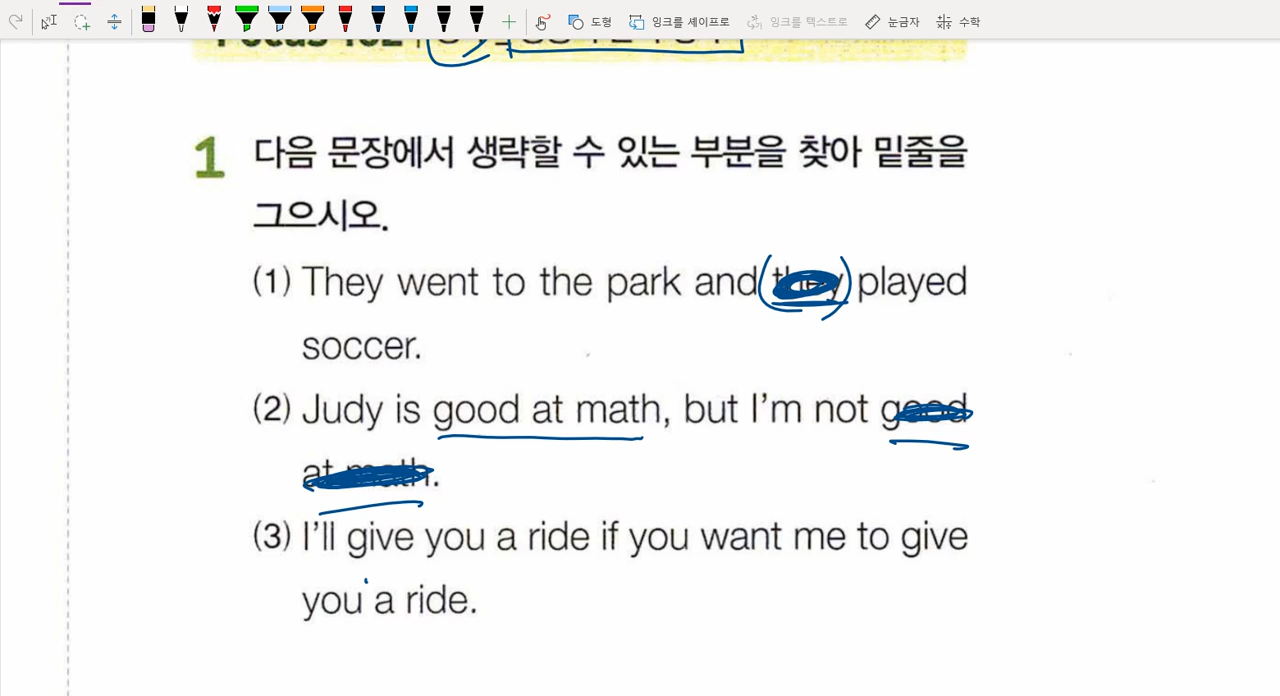 도형 잉크를 셰이프로 잉크를 텍스트로 눈금자 수학
1 다음 문장에서 생략할 수 있는 부분을 찾아 밑줄을
그으시오.
(1) They went to the park and they played
soccer.
(2) Judy is good at math, but I'm not good
at math.
(3) I'll give you a ride if you want me to give
you a ride.